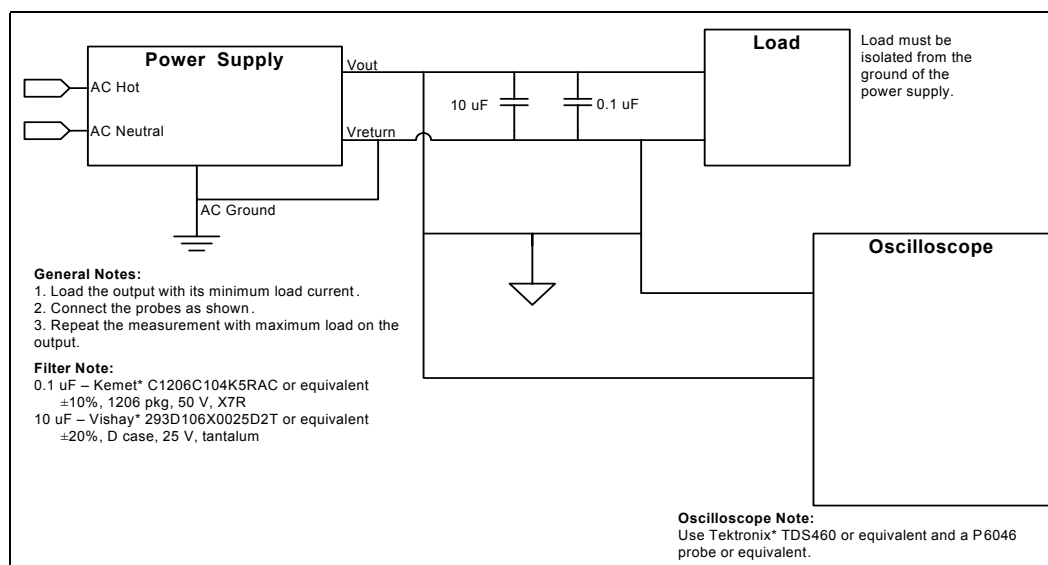 Power Supply
AC Hot
AC Neutral
Vout
Vreturn
AC Ground
10 uF
0.1 uF
Load
Load must be
isolated from the
ground of the
power supply.
Oscilloscope
General Notes:
1. Load the output with its minimum load current.
2. Connect the probes as shown.
3. Repeat the measurement with maximum load on the
output.
Filter Note:
0.1 uF – Kemet* C1206C104K5RAC or equivalent
±10%, 1206 pkg, 50 V, X7R
10 uF – Vishay* 293D106X0025D2T or equivalent
±20%, D case, 25 V, tantalum
Oscilloscope Note:
Use Tektronix* TDS460 or equivalent and a P6046
probe or equivalent.